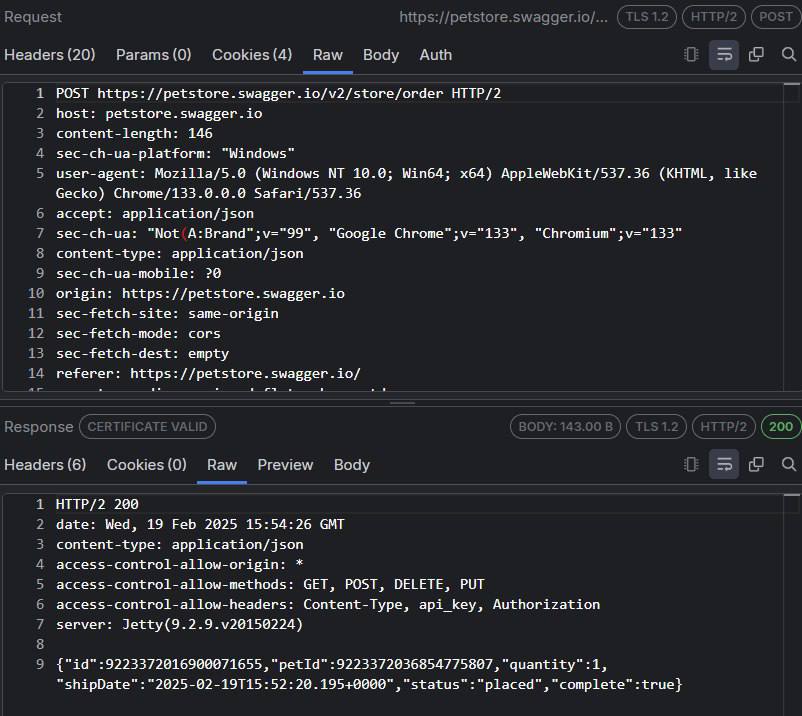 Request https://petstore.swagger.io/... TLS 1.2 HTTP/2 POST
Headers (20) Params (0) Cookies (4) Raw Body Auth
1 POST https://petstore.swagger.io/v2/store/order HTTP/2
2 host: petstore.swagger.io
3 content-length: 146
4 sec-ch-ua-platform: "Windows"
5 user-agent: Mozilla/5.0 (Windows NT 10.0; Win64; x64) AppleWebKit/537.36 (KHTML, like
Gecko) Chrome/133.0.0.0 Safari/537.36
6 accept: application/json
7 sec-ch-ua: "Not(A:Brand";v="99", "Google Chrome";v="133", "Chromium";v="133"
8 content-type: application/json
9 sec-ch-ua-mobile: ?0
10 origin: https://petstore.swagger.io
11 sec-fetch-site: same-origin
12 sec-fetch-mode: cors
13 sec-fetch-dest: empty
14 referer: https://petstore.swagger.io/
Response CERTIFICATE VALID BODY: 143.00 B TLS 1.2 HTTP/2 200
Headers (6) Cookies (0) Raw Preview Body
1 HTTP/2 200
2 date: Wed, 19 Feb 2025 15:54:26 GMT
3 content-type: application/json
4 access-control-allow-origin: *
5 access-control-allow-methods: GET, POST, DELETE, PUT
6 access-control-allow-headers: Content-Type, api_key, Authorization
7 server: Jetty(9.2.9.v20150224)
8
9 {"id":9223372016900071655,"petId":9223372036854775807,"quantity":1,
"shipDate":"2025-02-19T15:52:20.195+0000","status":"placed","complete":true}